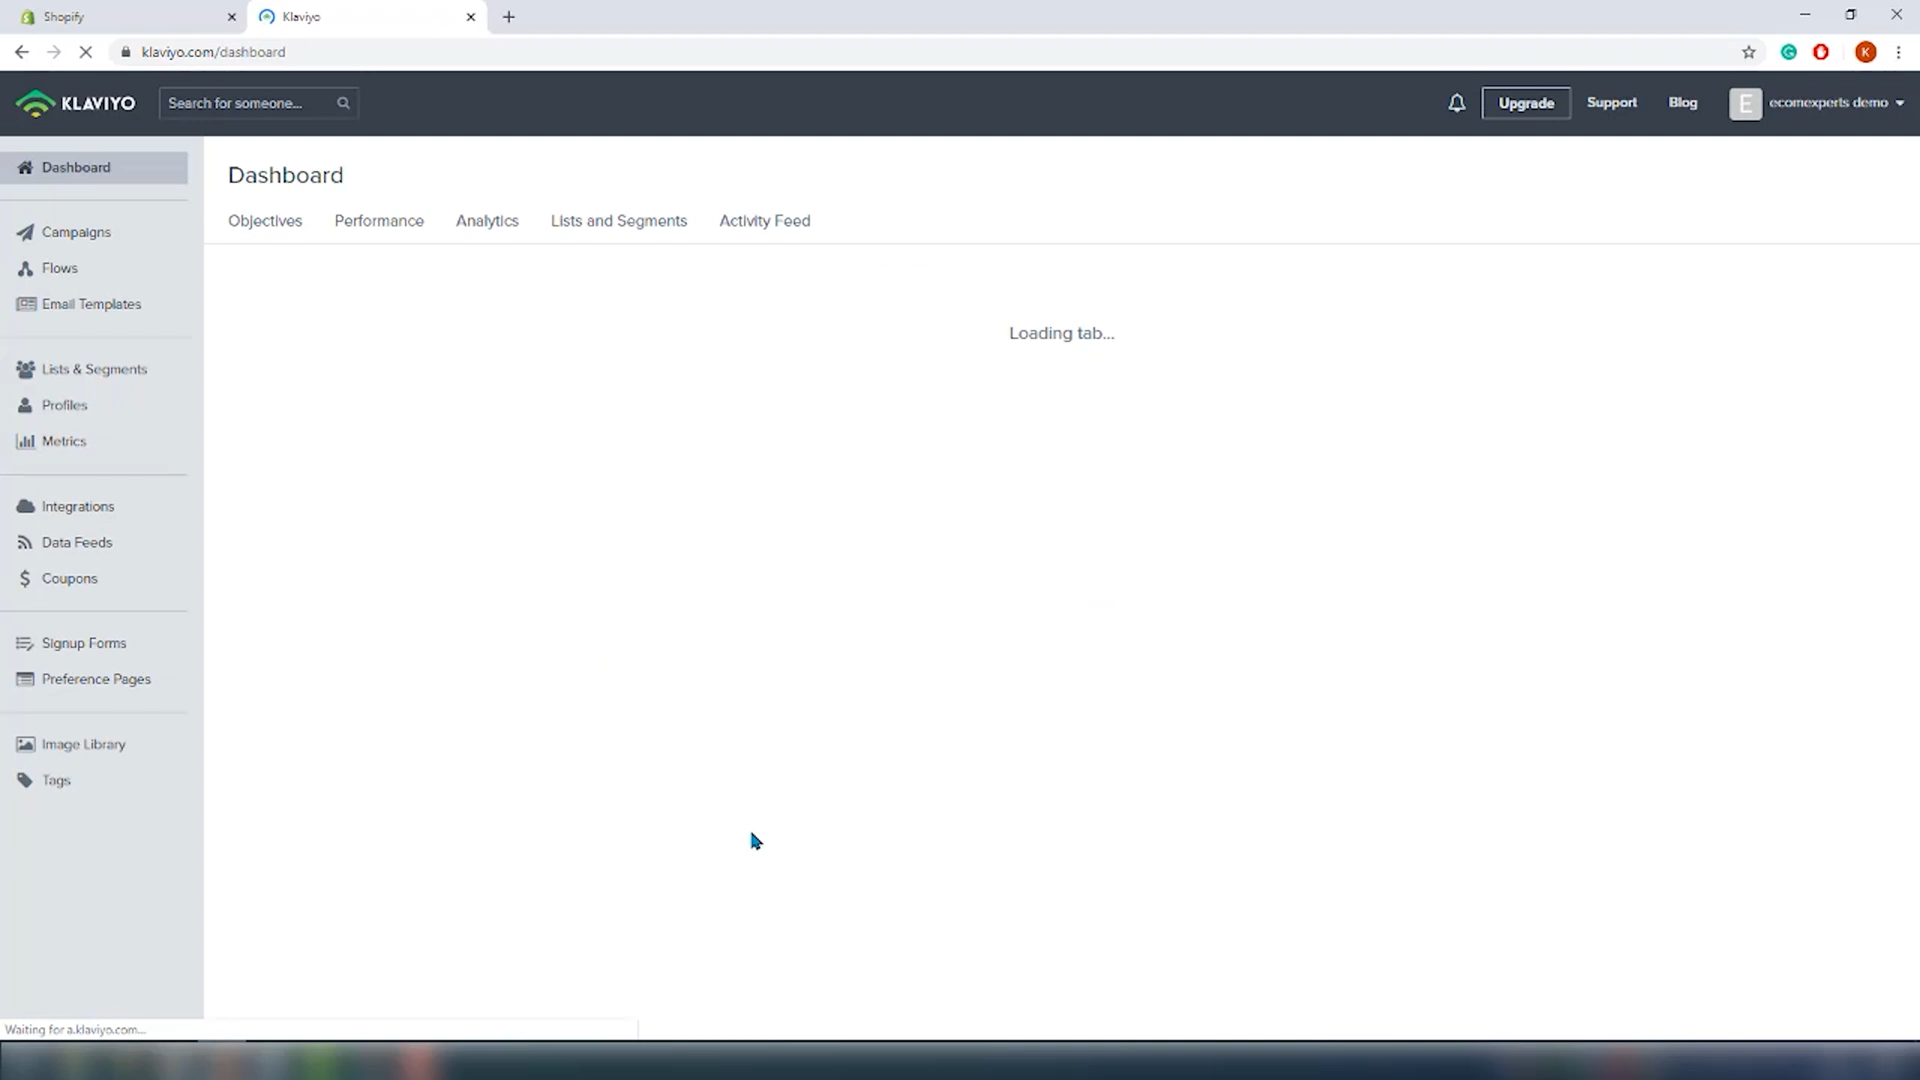 Shopify
Klaviyo
klaviyo.com/dashboard
K
KLAVIYO
Search for someone...
Upgrade
Support
Blog
E
ecomexperts demo
Dashboard
Campaigns
Flows
Email Templates
Lists & Segments
Profiles
Metrics
Integrations
Data Feeds
Coupons
Signup Forms
Preference Pages
Image Library
Tags
Dashboard
Objectives Performance Analytics Lists and Segments Activity Feed
Loading tab...
Waiting for a.klaviyo.com...